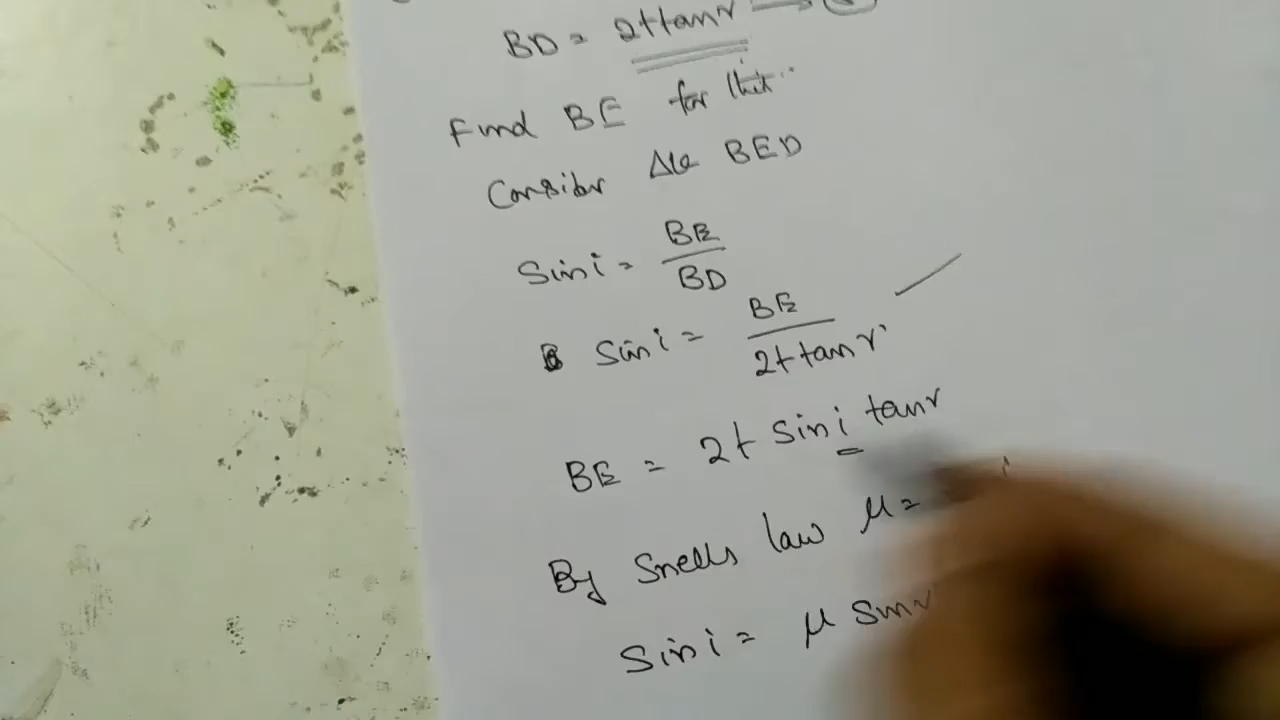 BD = 2t tan r →
Find BE for this
Consider Δle BED
Sin i = BE / BD
Sin i = BE / 2t tan r
BE = 2t Sin i tan r
By Snells law μ =
Sin i = μ Sin r